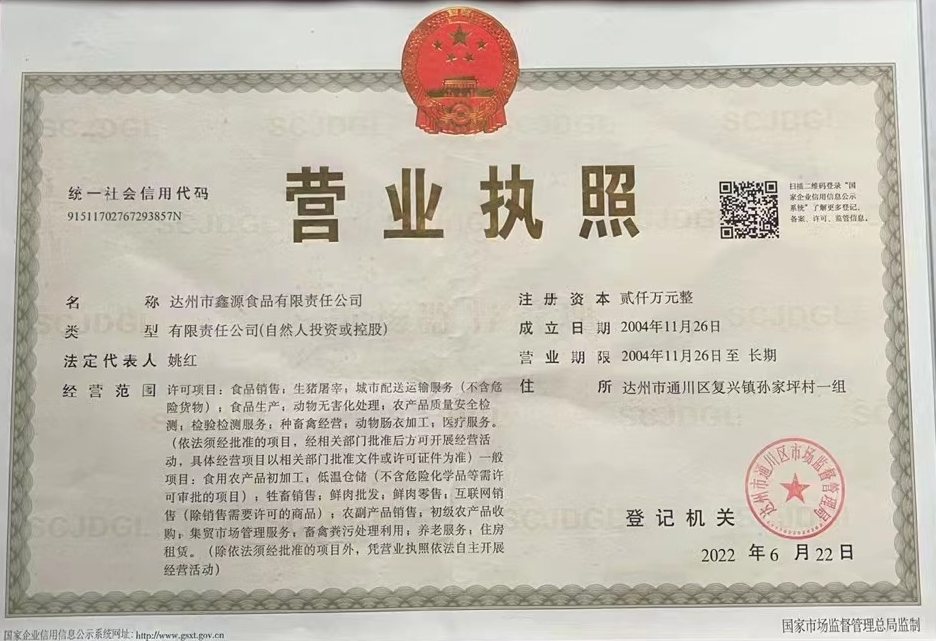 营业执照
统一社会信用代码
91511702767293857N
扫描二维码登录“国
家企业信用信息公示
系统”了解更多登记、
备案、许可、监管信息。
名称 达州市鑫源食品有限责任公司
类型 有限责任公司(自然人投资或控股)
法定代表人 姚红
经营范围 许可项目：食品销售；生猪屠宰；城市配送运输服务（不含危
险货物）；食品生产；动物无害化处理；农产品质量安全检
测；检验检测服务；种畜禽经营；动物肠衣加工；医疗服务。
（依法须经批准的项目，经相关部门批准后方可开展经营活
动，具体经营项目以相关部门批准文件或许可证件为准）一般
项目：食用农产品初加工；低温仓储（不含危险化学品等需许
可审批的项目）；牲畜销售；鲜肉批发；鲜肉零售；互联网销
售（除销售需要许可的商品）；农副产品销售；初级农产品收
购；集贸市场管理服务；畜禽粪污处理利用；养老服务；住房
租赁。（除依法须经批准的项目外，凭营业执照依法自主开展
经营活动）
注册资本 贰仟万元整
成立日期 2004年11月26日
营业期限 2004年11月26日至 长期
住所 达州市通川区复兴镇孙家坪村一组
登记机关
达州市通川区市场监督管理局
2022 年 6 月 22 日
国家企业信用信息公示系统网址: http://www.gsxt.gov.cn
国家市场监督管理总局监制